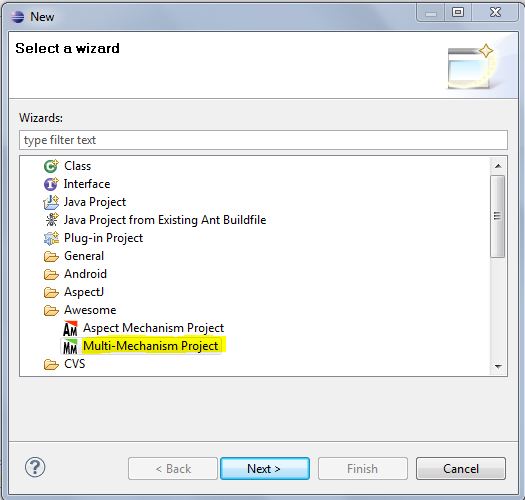 New
Select a wizard
Wizards:
type filter text
Class
Interface
Java Project
Java Project from Existing Ant Buildfile
Plug-in Project
General
Android
AspectJ
Awesome
AM Aspect Mechanism Project
MM Multi-Mechanism Project
CVS
? < Back Next > Finish Cancel